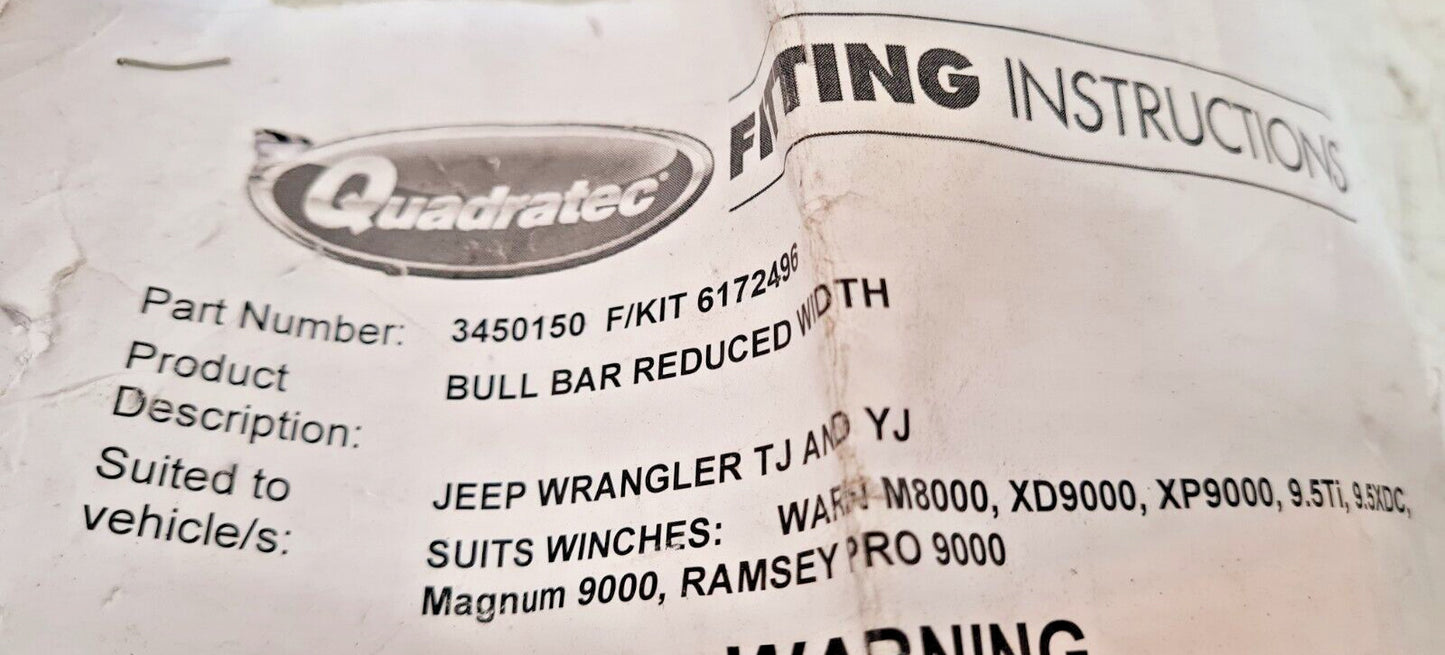 FITTING INSTRUCTIONS
Quadratec
Part Number: 3450150 F/KIT 6172496
Product Description: BULL BAR REDUCED WIDTH
Suited to vehicle/s: JEEP WRANGLER TJ AND YJ
SUITS WINCHES: WARN M8000, XD9000, XP9000, 9.5Ti, 9.5XDC,
Magnum 9000, RAMSEY PRO 9000
WARNING